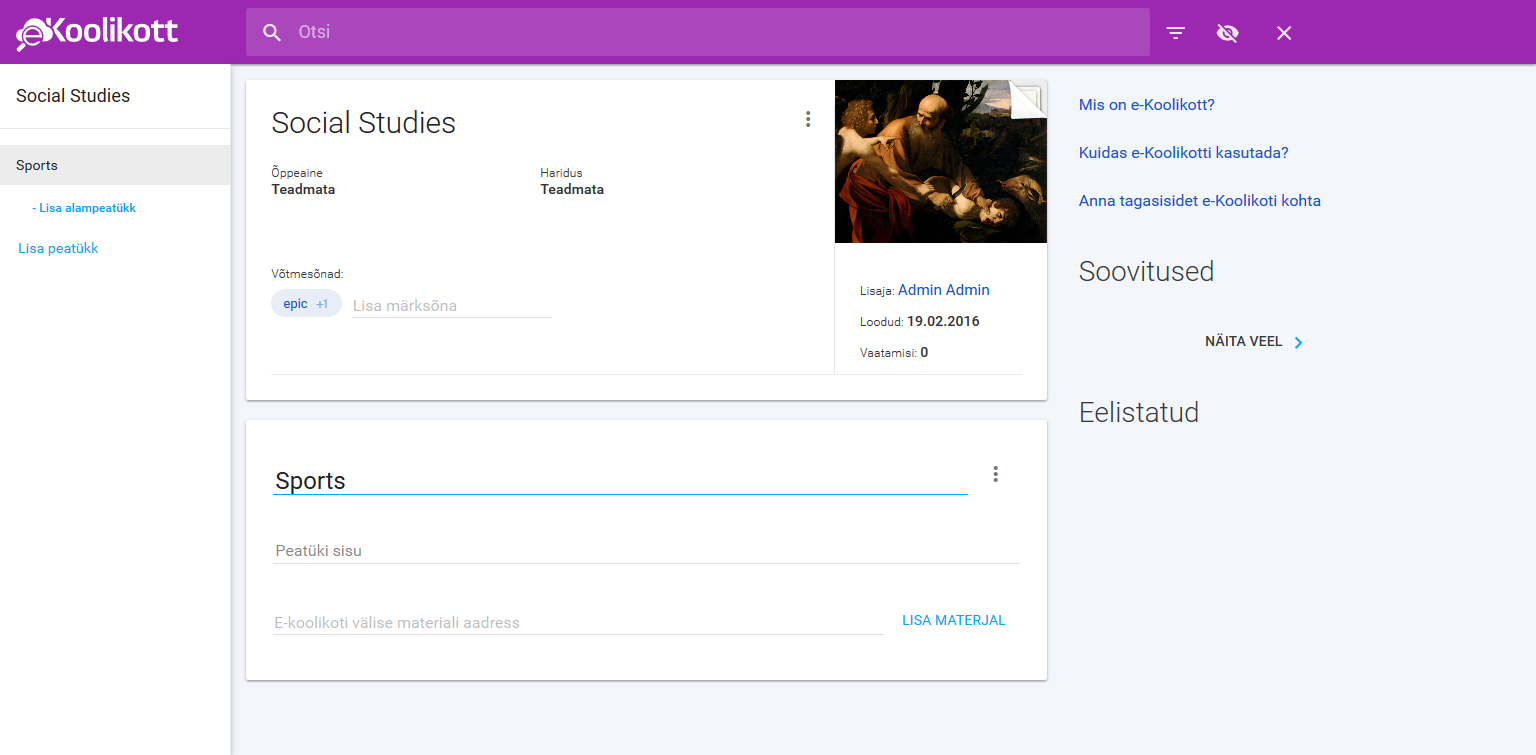 eKoolikott
Otsi
Social Studies
Sports
- Lisa alampeatükk
Lisa peatükk
Social Studies
Õppeaine
Teadmata
Haridus
Teadmata
Võtmesõnad:
epic +1
Lisa märksõna
Lisaja: Admin Admin
Loodud: 19.02.2016
Vaatamisi: 0
Sports
Peatüki sisu
E-koolikoti välise materiali aadress
LISA MATERJAL
Mis on e-Koolikott?
Kuidas e-Koolikotti kasutada?
Anna tagasisidet e-Koolikoti kohta
Soovitused
NÄITA VEEL
Eelistatud